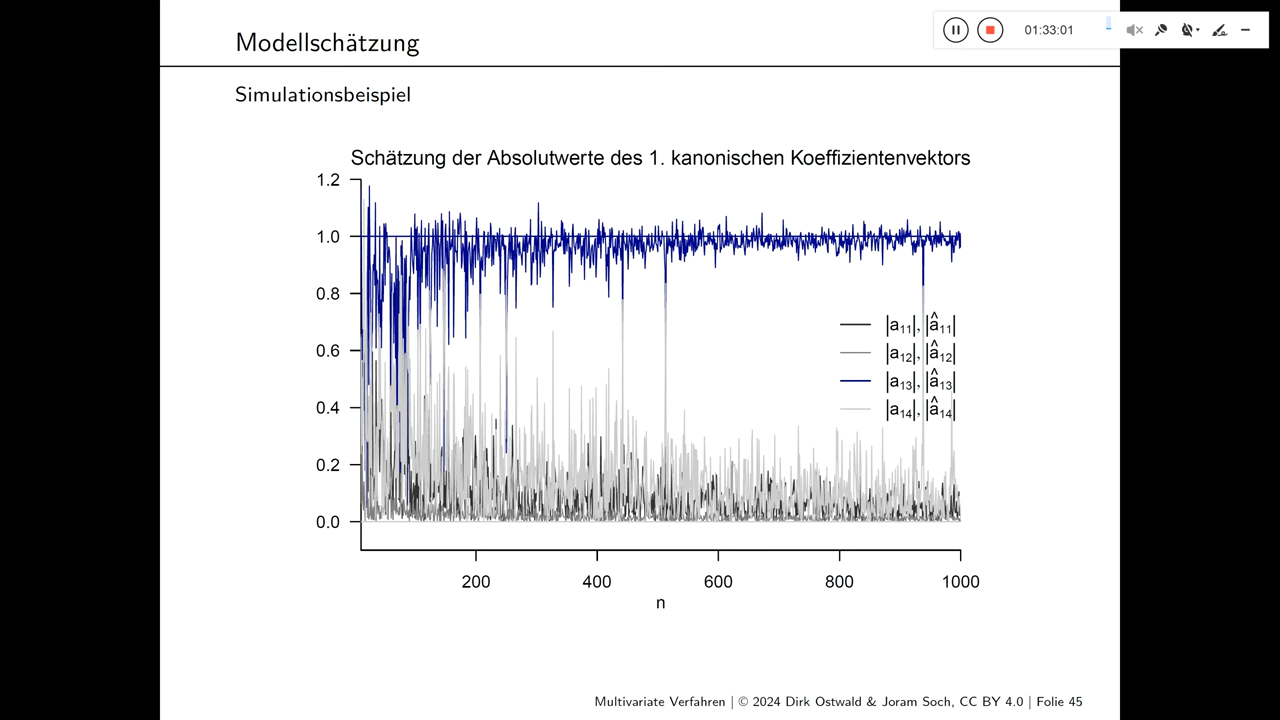 Modellschätzung
01:33:01
Simulationsbeispiel
Schätzung der Absolutwerte des 1. kanonischen Koeffizientenvektors
1.2
1.0
0.8
0.6
0.4
0.2
0.0
|a₁₁|, |â₁₁|
|a₁₂|, |â₁₂|
|a₁₃|, |â₁₃|
|a₁₄|, |â₁₄|
200 400 600 800 1000
n
Multivariate Verfahren | © 2024 Dirk Ostwald & Joram Soch, CC BY 4.0 | Folie 45